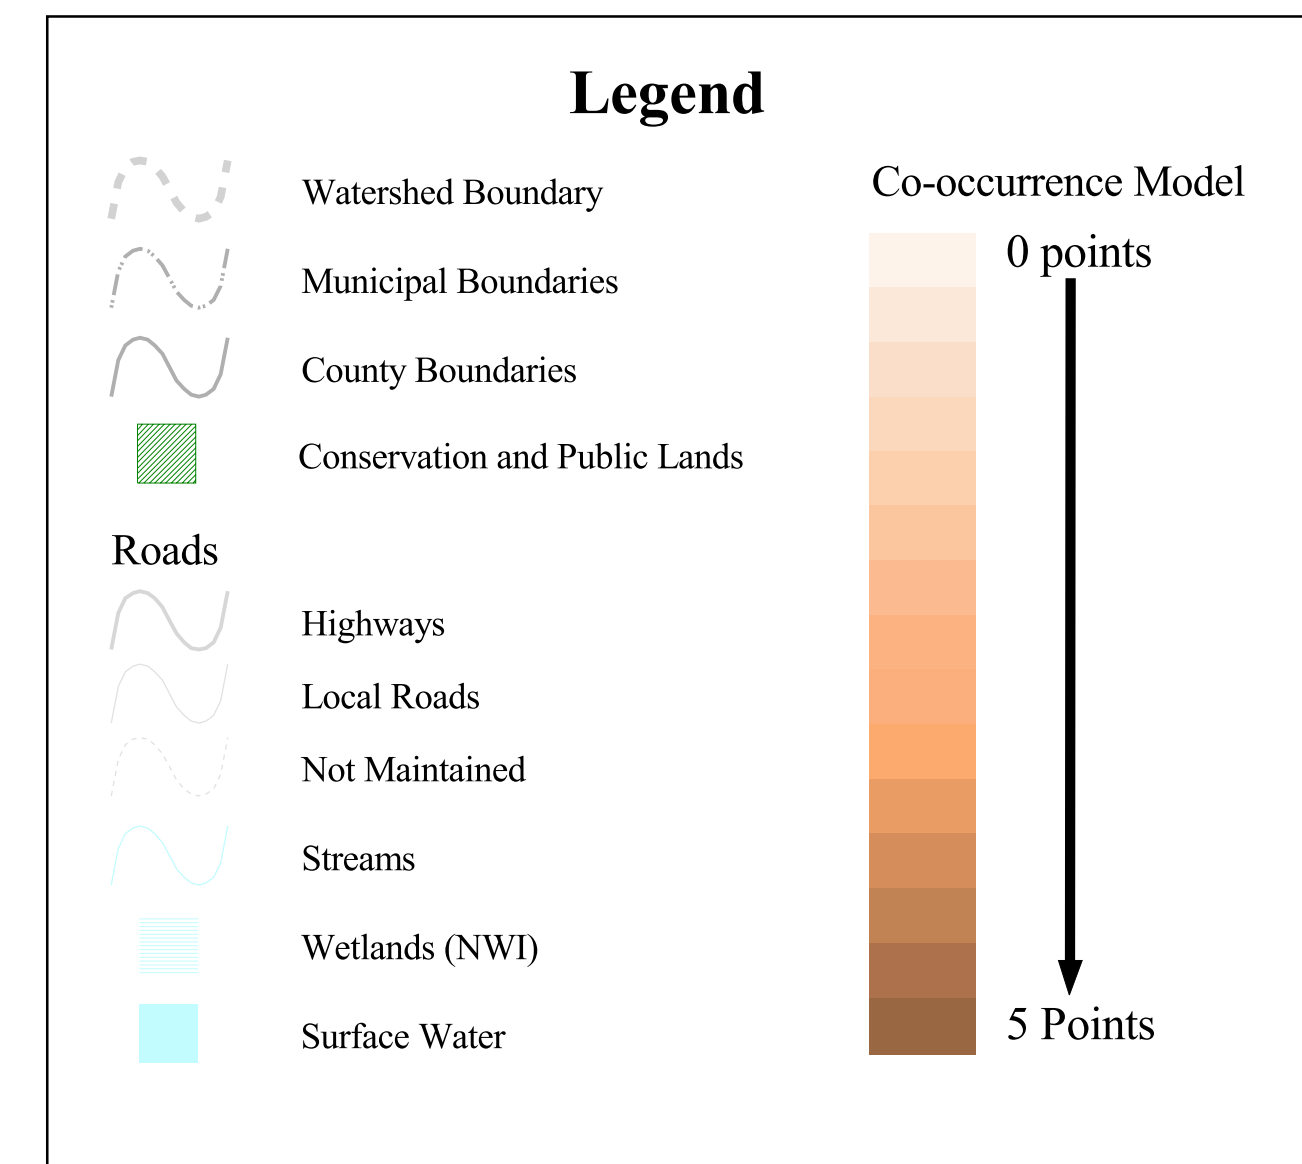 Legend
Watershed Boundary
Municipal Boundaries
County Boundaries
Conservation and Public Lands
Roads
Highways
Local Roads
Not Maintained
Streams
Wetlands (NWI)
Surface Water
Co-occurrence Model
0 points
5 Points